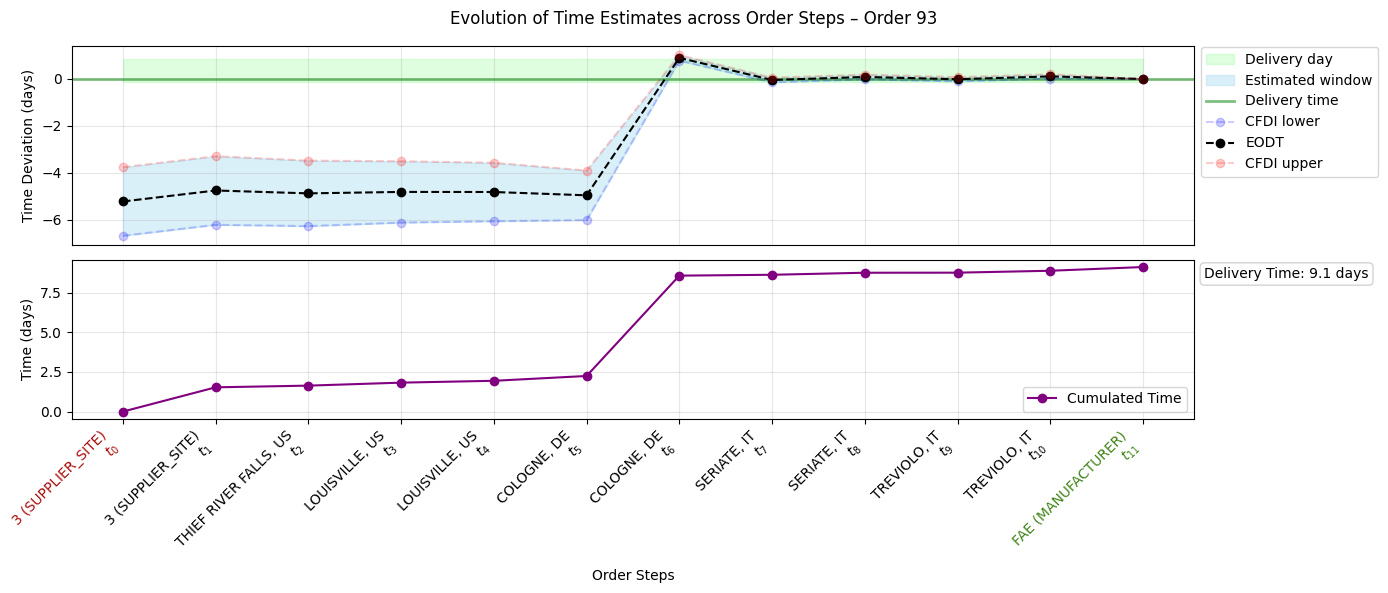 Evolution of Time Estimates across Order Steps – Order 93
Time Deviation (days)
0
−2
−4
−6
Delivery day
Estimated window
Delivery time
CFDI lower
EODT
CFDI upper
Time (days)
7.5
5.0
2.5
0.0
Delivery Time: 9.1 days
Cumulated Time
3 (SUPPLIER_SITE)
t0
3 (SUPPLIER_SITE)
t1
THIEF RIVER FALLS, US
t2
LOUISVILLE, US
t3
LOUISVILLE, US
t4
COLOGNE, DE
t5
COLOGNE, DE
t6
SERIATE, IT
t7
SERIATE, IT
t8
TREVIOLO, IT
t9
TREVIOLO, IT
t10
FAE (MANUFACTURER)
t11
Order Steps